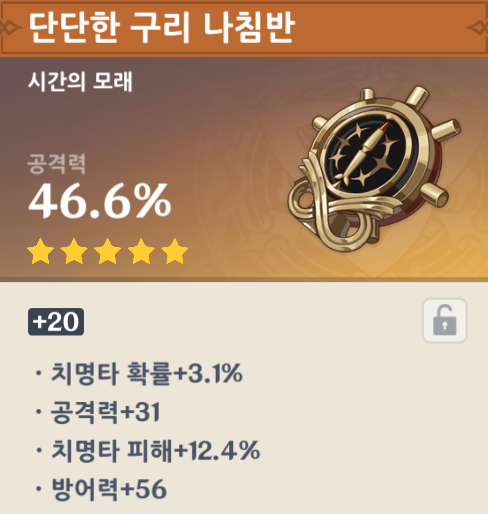 단단한 구리 나침반
시간의 모래
공격력
46.6%
+20
· 치명타 확률+3.1%
· 공격력+31
· 치명타 피해+12.4%
· 방어력+56